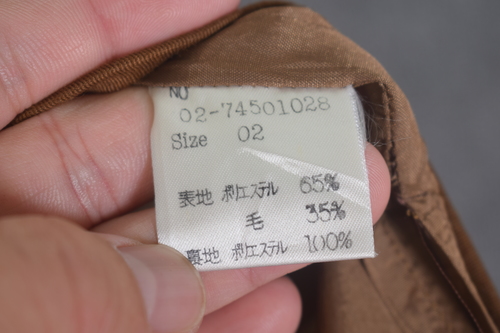 NO
02-74501028
Size 02
表地 ポリエステル 65%
毛 35%
裏地 ポリエステル 100%